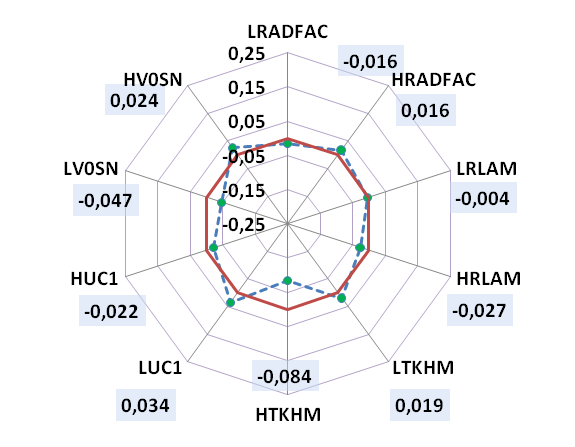 LRADFAC
0,25
-0,016
HV0SN
HRADFAC
0,024
0,15
0,016
0,05
LV0SN
-0,05
LRLAM
-0,047
-0,15
-0,004
-0,25
HUC1
HRLAM
-0,022
-0,027
LUC1
-0,084
LTKHM
0,034
HTKHM
0,019